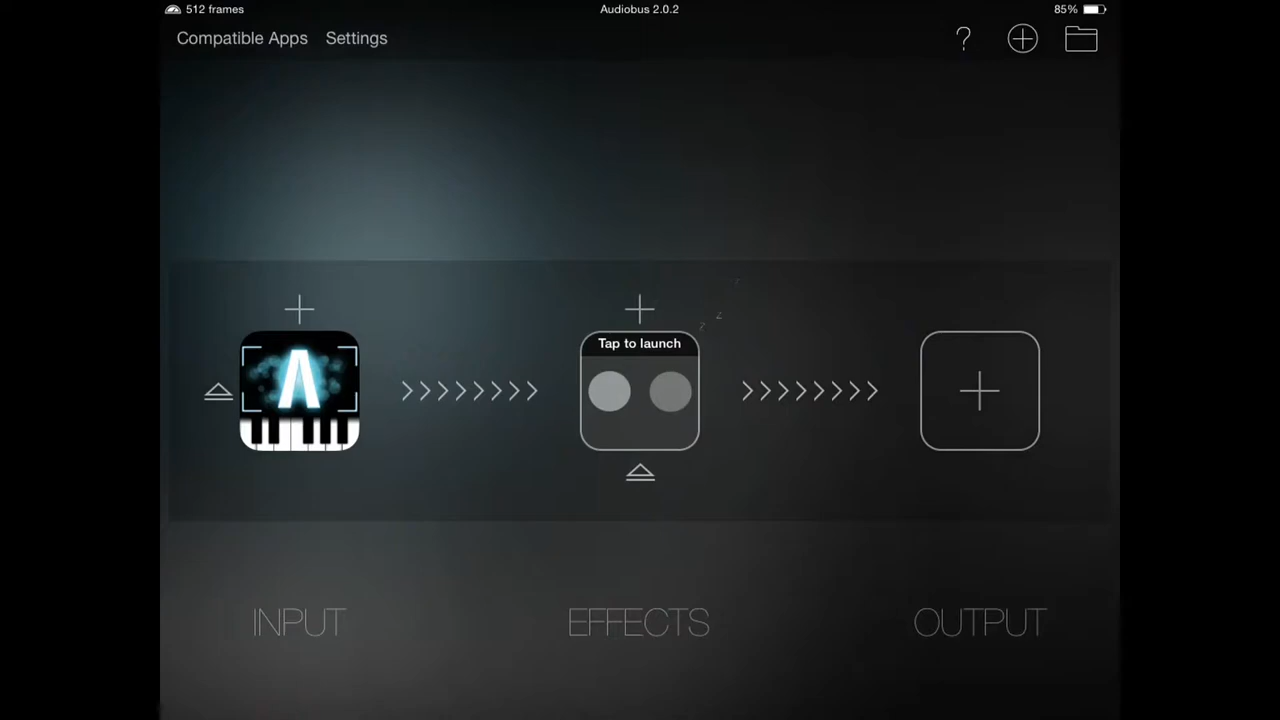 512 frames
Audiobus 2.0.2
85%
Compatible Apps
Settings
?
Tap to launch
z
z
z
INPUT
EFFECTS
OUTPUT